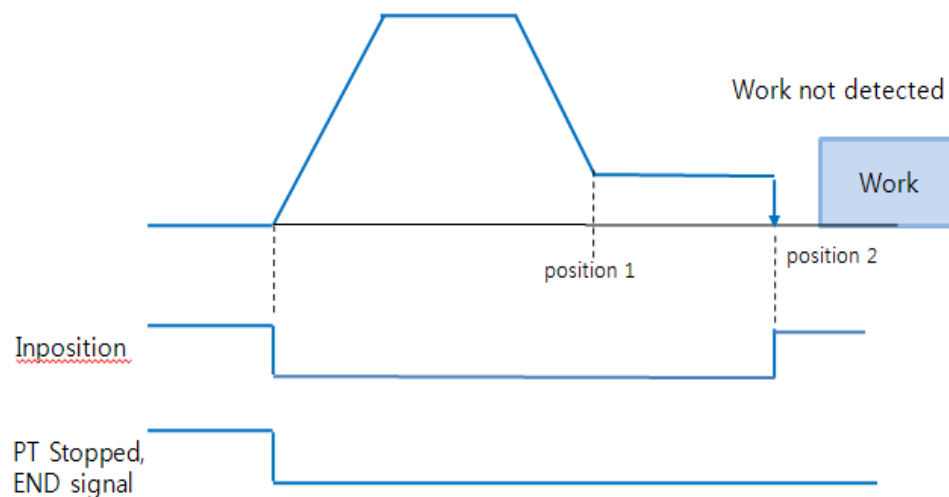 Work not detected
Work
position 1
position 2
Inposition
PT Stopped,
END signal